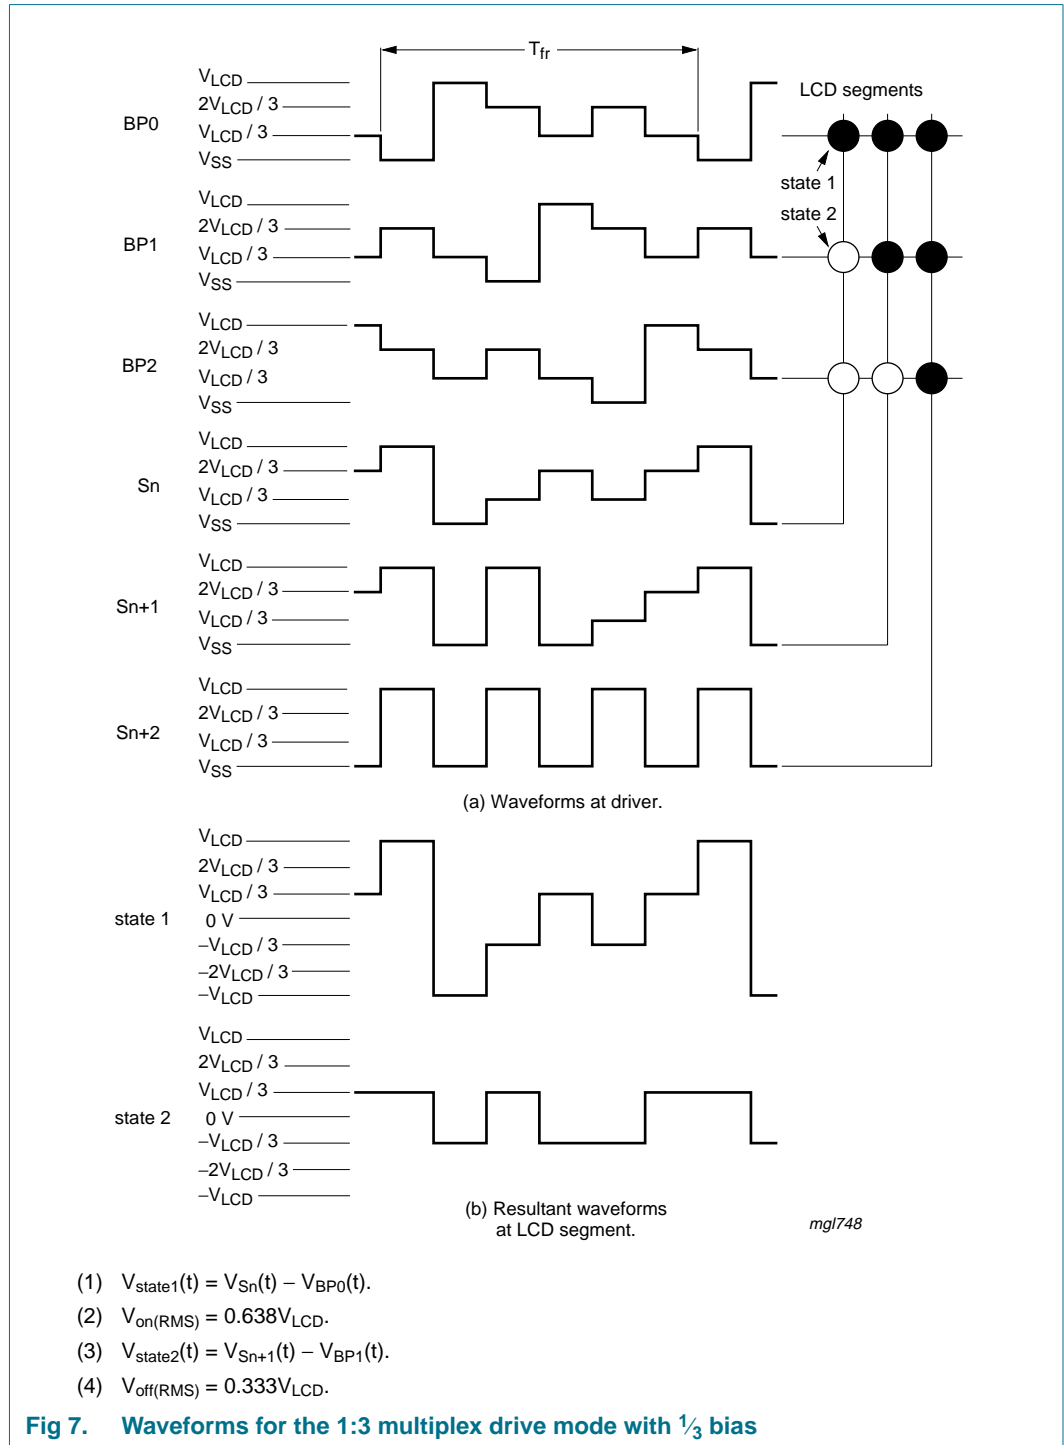 Tfr
BP0
VLCD
2VLCD / 3
VLCD / 3
VSS
LCD segments
state 1
state 2
BP1
VLCD
2VLCD / 3
VLCD / 3
VSS
BP2
VLCD
2VLCD / 3
VLCD / 3
VSS
Sn
VLCD
2VLCD / 3
VLCD / 3
VSS
Sn+1
VLCD
2VLCD / 3
VLCD / 3
VSS
Sn+2
VLCD
2VLCD / 3
VLCD / 3
VSS
(a) Waveforms at driver.
state 1
VLCD
2VLCD / 3
VLCD / 3
0 V
−VLCD / 3
−2VLCD / 3
−VLCD
state 2
VLCD
2VLCD / 3
VLCD / 3
0 V
−VLCD / 3
−2VLCD / 3
−VLCD
(b) Resultant waveforms
at LCD segment.
mgl748
(1) Vstate1(t) = VSn(t) − VBP0(t).
(2) Von(RMS) = 0.638VLCD.
(3) Vstate2(t) = VSn+1(t) − VBP1(t).
(4) Voff(RMS) = 0.333VLCD.
Fig 7. Waveforms for the 1:3 multiplex drive mode with 1⁄3 bias